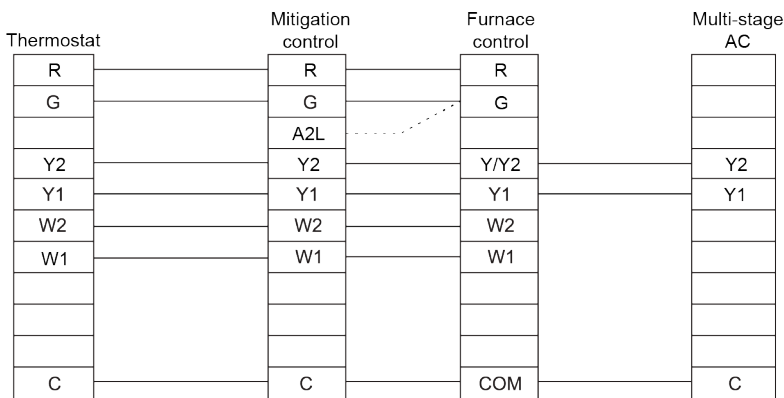 Thermostat
Mitigation
control
Furnace
control
Multi-stage
AC
R R R
G G G
A2L
Y2 Y2 Y/Y2 Y2
Y1 Y1 Y1 Y1
W2 W2 W2
W1 W1 W1
C C COM C